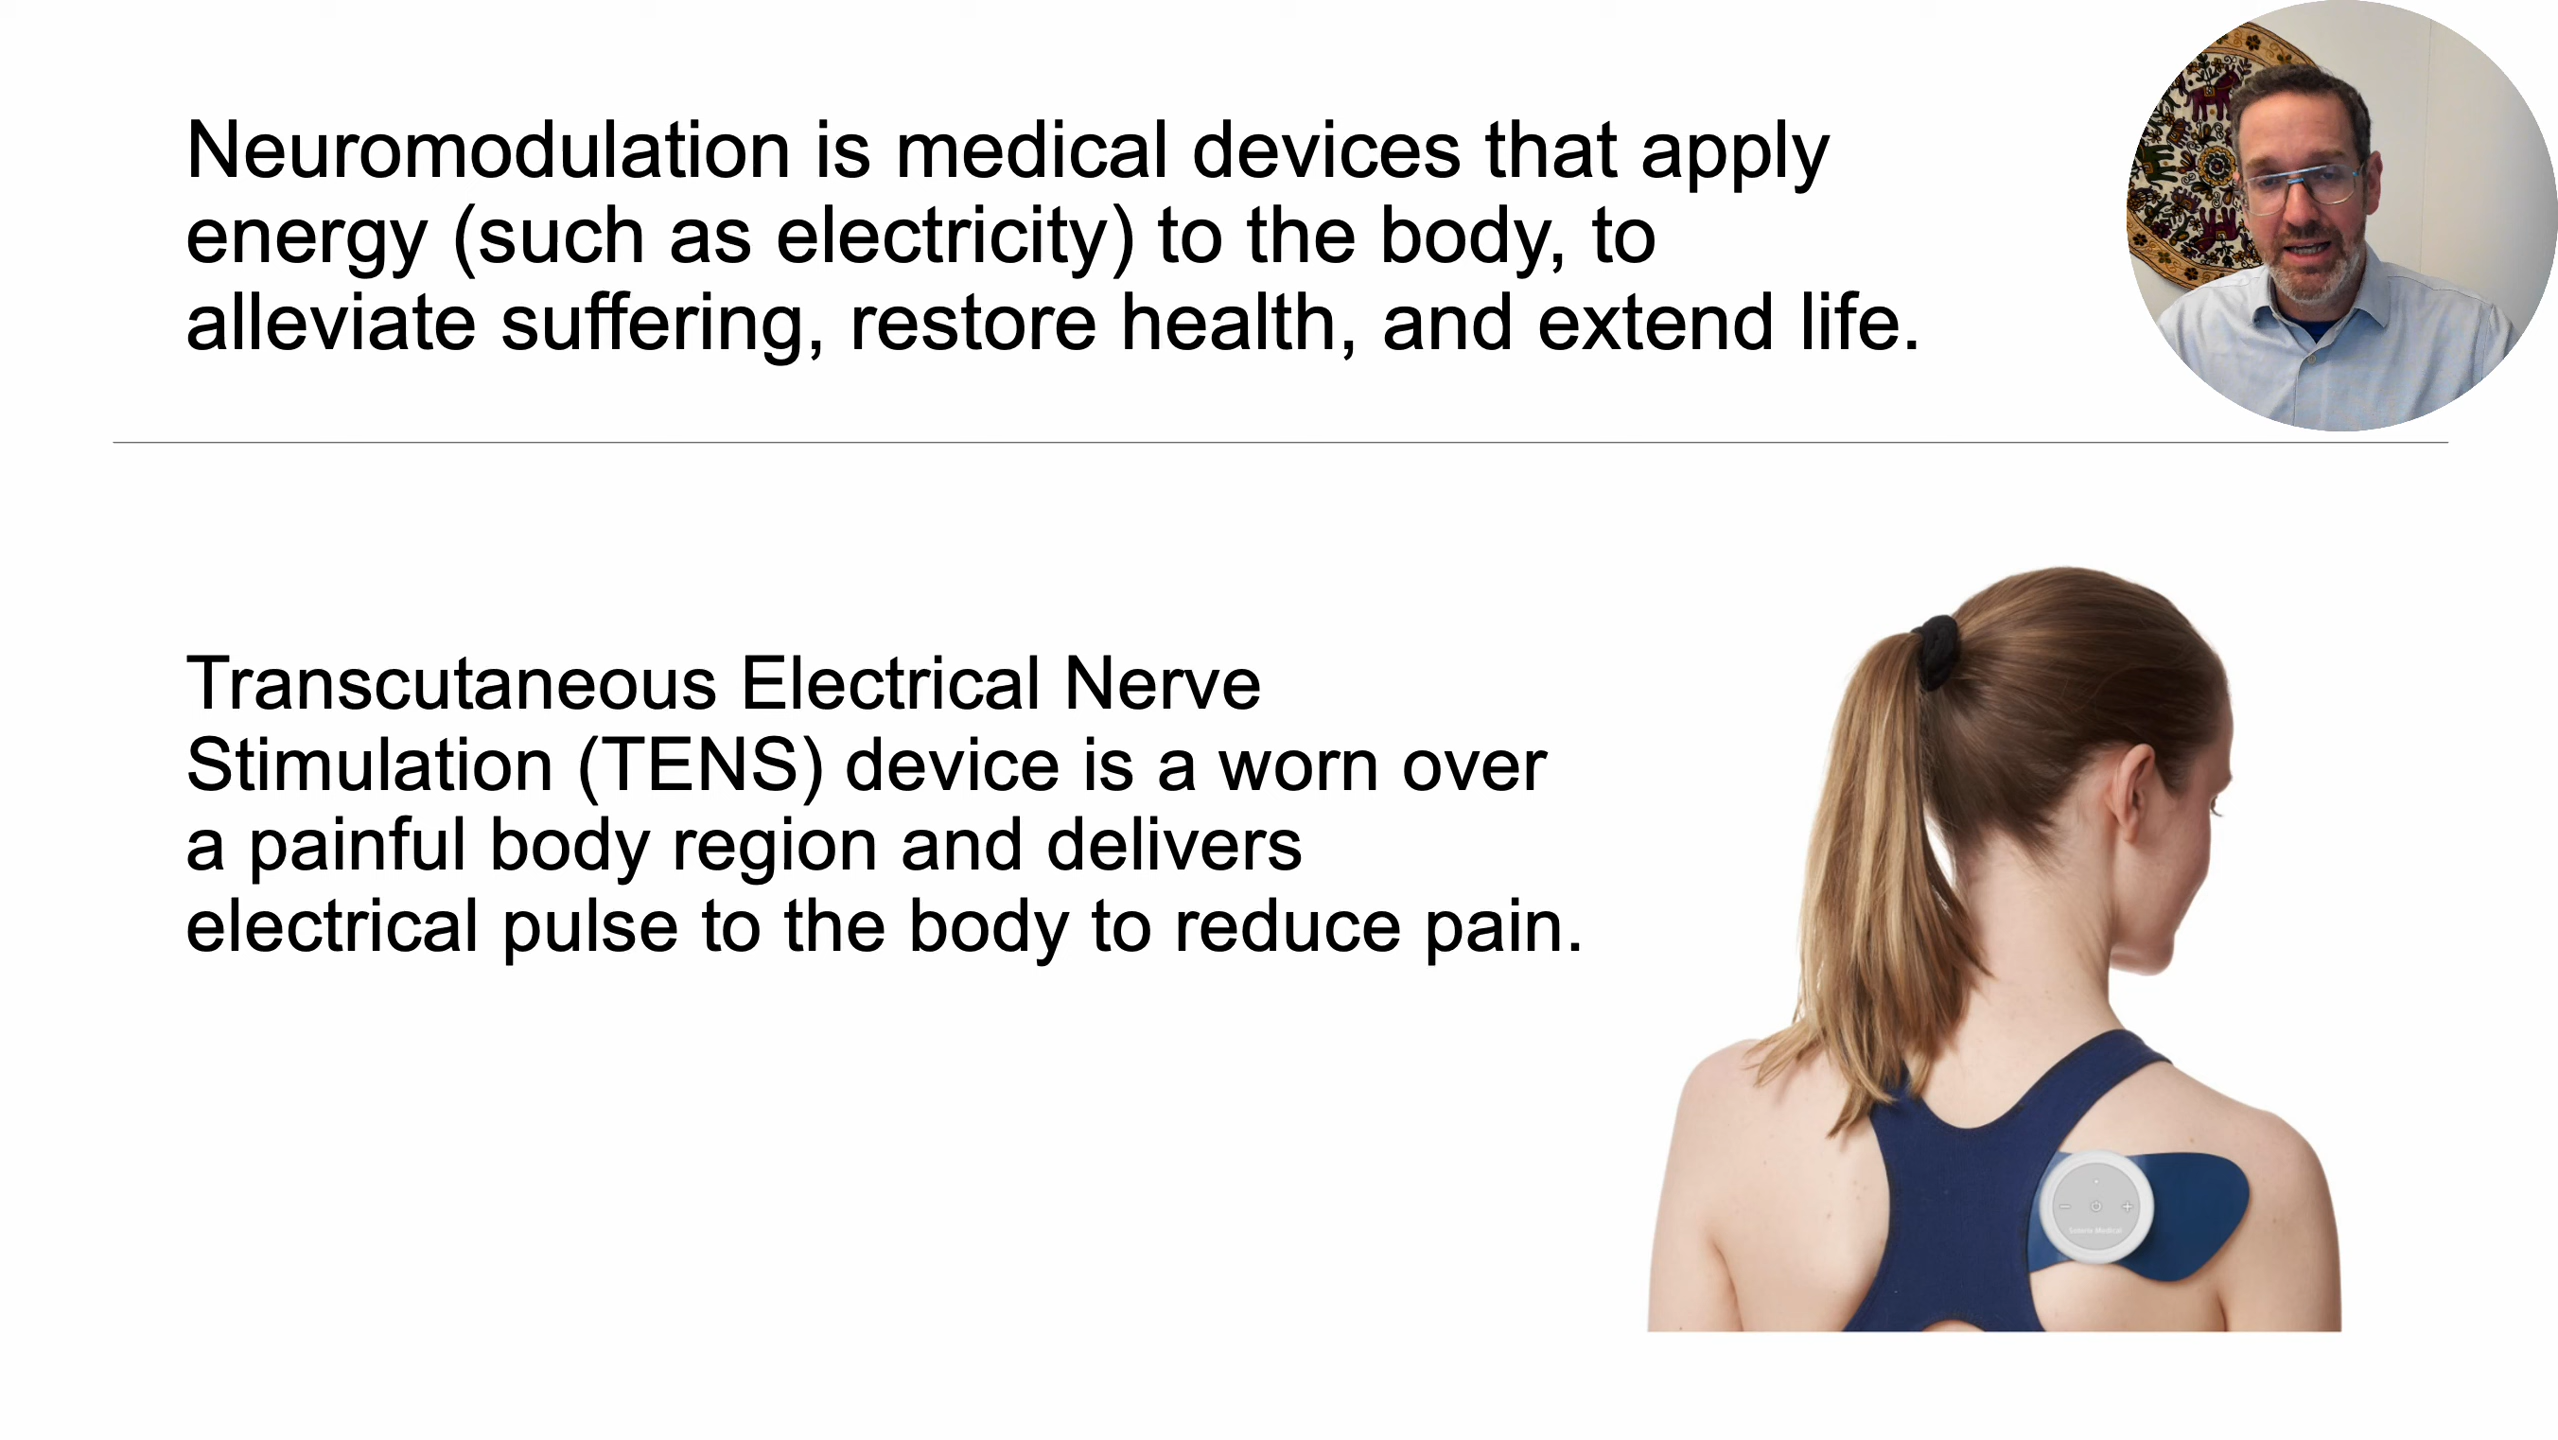 Neuromodulation is medical devices that apply
energy (such as electricity) to the body, to
alleviate suffering, restore health, and extend life.
Transcutaneous Electrical Nerve
Stimulation (TENS) device is a worn over
a painful body region and delivers
electrical pulse to the body to reduce pain.
Soterix Medical